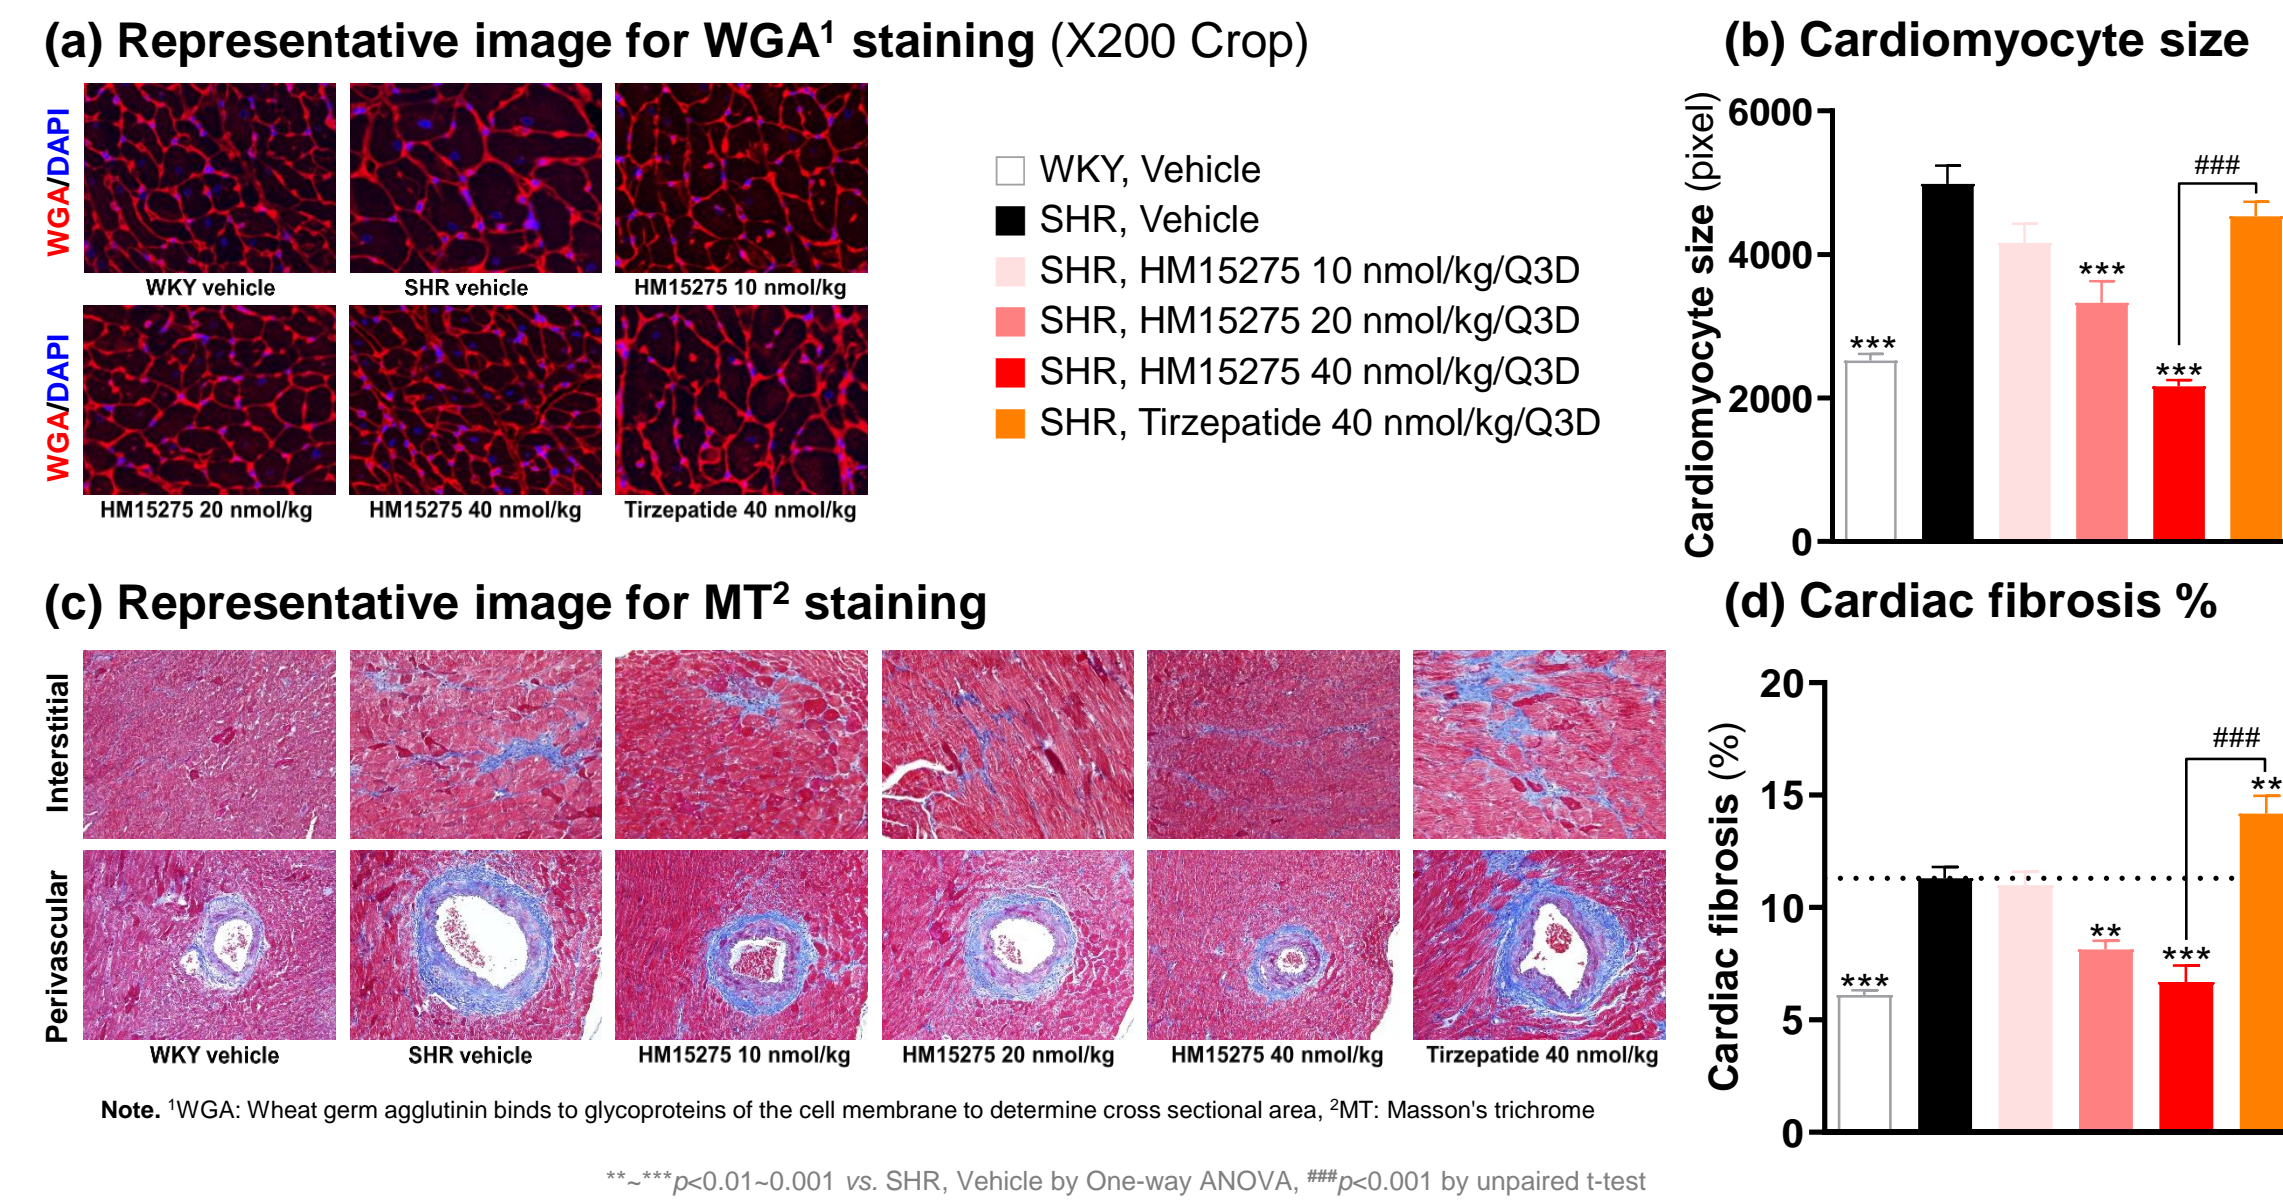 (a) Representative image for WGA¹ staining (X200 Crop)
WGA/DAPI
WKY vehicle
SHR vehicle
HM15275 10 nmol/kg
WGA/DAPI
HM15275 20 nmol/kg
HM15275 40 nmol/kg
Tirzepatide 40 nmol/kg
WKY, Vehicle
SHR, Vehicle
SHR, HM15275 10 nmol/kg/Q3D
SHR, HM15275 20 nmol/kg/Q3D
SHR, HM15275 40 nmol/kg/Q3D
SHR, Tirzepatide 40 nmol/kg/Q3D
(b) Cardiomyocyte size
Cardiomyocyte size (pixel)
6000
4000
2000
0
***
***
***
###
(c) Representative image for MT² staining
Interstitial
Perivascular
WKY vehicle
SHR vehicle
HM15275 10 nmol/kg
HM15275 20 nmol/kg
HM15275 40 nmol/kg
Tirzepatide 40 nmol/kg
(d) Cardiac fibrosis %
Cardiac fibrosis (%)
20
15
10
5
0
***
**
***
###
**
Note. ¹WGA: Wheat germ agglutinin binds to glycoproteins of the cell membrane to determine cross sectional area, ²MT: Masson's trichrome
**~***p<0.01~0.001 vs. SHR, Vehicle by One-way ANOVA, ###p<0.001 by unpaired t-test